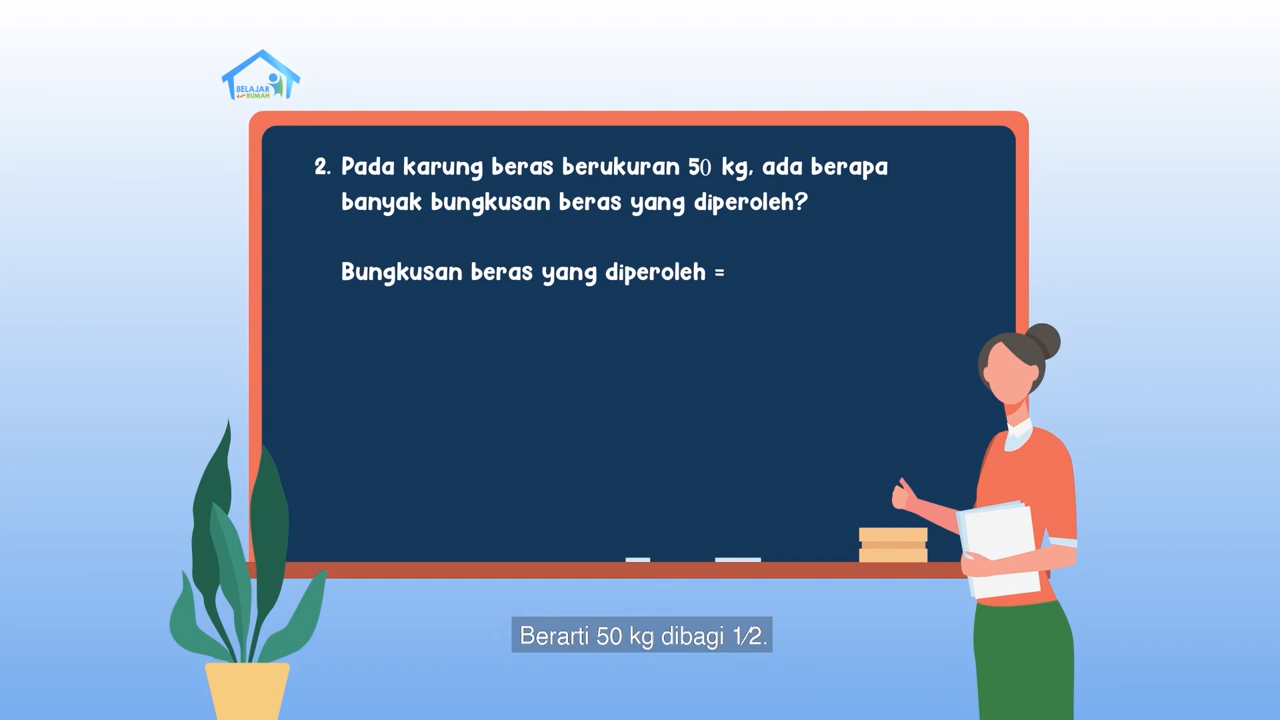 BELAJAR
dari RUMAH
2. Pada karung beras berukuran 50 kg, ada berapa
banyak bungkusan beras yang diperoleh?
Bungkusan beras yang diperoleh =
Berarti 50 kg dibagi 1⁄2.